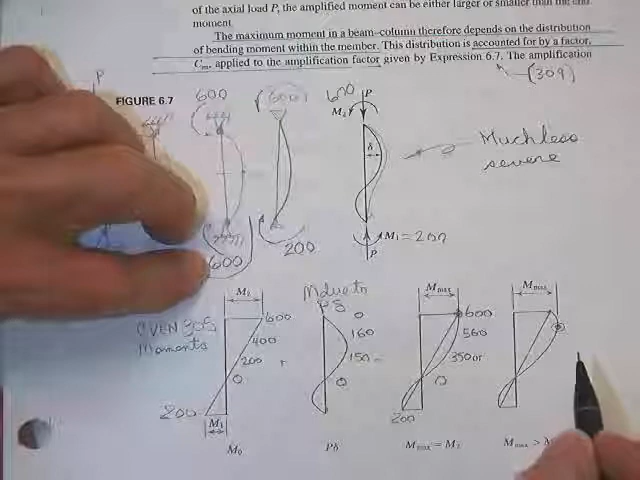 of the axial load P, the amplified moment can be either larger or smaller than the end
moment.
The maximum moment in a beam–column therefore depends on the distribution
of bending moment within the member. This distribution is accounted for by a factor,
Cm, applied to the amplification factor given by Expression 6.7. The amplification
(309)
P
FIGURE 6.7
600
600
600
P
M2
δ
Much less
severe
M1 = 200
P
200
600
M2
M due to
Pδ
Mmax
Mmax
600
0
600
Moments
400
160
560
200
150
350
0
0
0
200
M1
200
M0
Pδ
Mmax = M2
Mmax > M